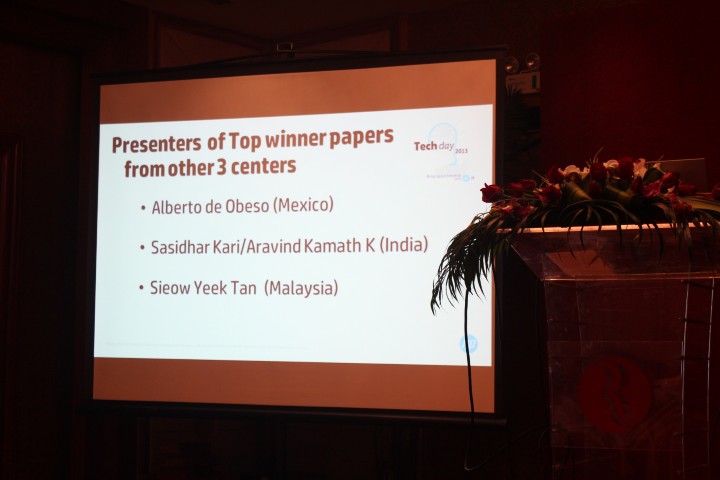 Presenters of Top winner papers
from other 3 centers
Tech day 2013
• Alberto de Obeso (Mexico)
• Sasidhar Kari/Aravind Kamath K (India)
• Sieow Yeek Tan (Malaysia)